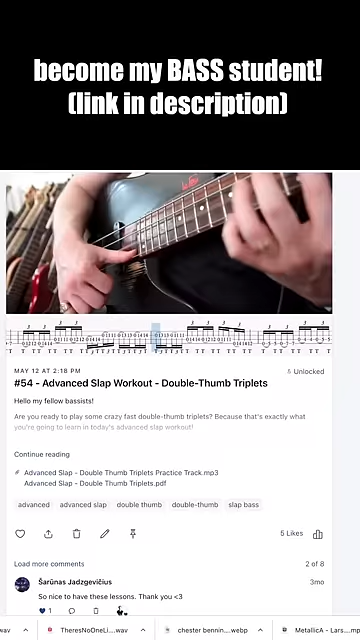 become my BASS student!
(link in description)
MAY 12 AT 2:18 PM
Unlocked
#54 - Advanced Slap Workout - Double-Thumb Triplets
Hello my fellow bassists!
Are you ready to play some crazy fast double-thumb triplets? Because that's exactly what
you're going to learn in today's advanced slap workout!
Continue reading
Advanced Slap - Double Thumb Triplets Practice Track.mp3
Advanced Slap - Double Thumb Triplets.pdf
advanced
advanced slap
double thumb
double-thumb
slap bass
5 Likes
Load more comments
2 of 8
Šarūnas Jadzgevičius
3mo
So nice to have these lessons. Thank you <3
1
wav
TheresNoOneLi....wav
chester bennin....webp
MetallicA - Lars....mp